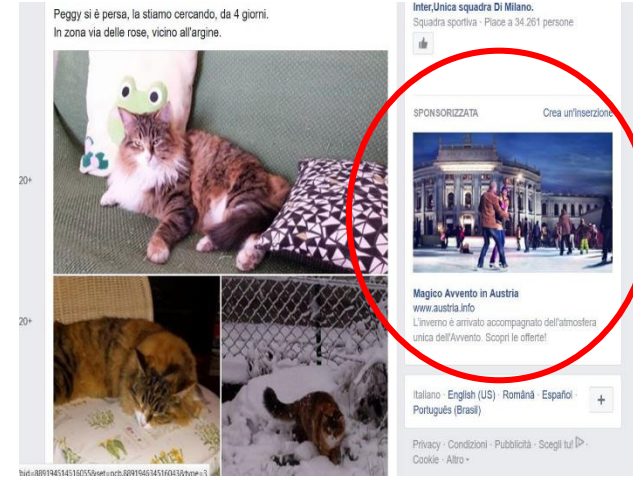 Peggy si è persa, la stiamo cercando, da 4 giorni.
In zona via delle rose, vicino all'argine.
20+
20+
Inter,Unica squadra Di Milano.
Squadra sportiva · Piace a 34.261 persone
SPONSORIZZATA Crea un'inserzione
Magico Avvento in Austria
www.austria.info
L'inverno è arrivato accompagnato dell'atmosfera
unica dell'Avvento. Scopri le offerte!
Italiano · English (US) · Română · Español ·
Português (Brasil)
Privacy · Condizioni · Pubblicità · Scegli tu! ·
Cookie · Altro